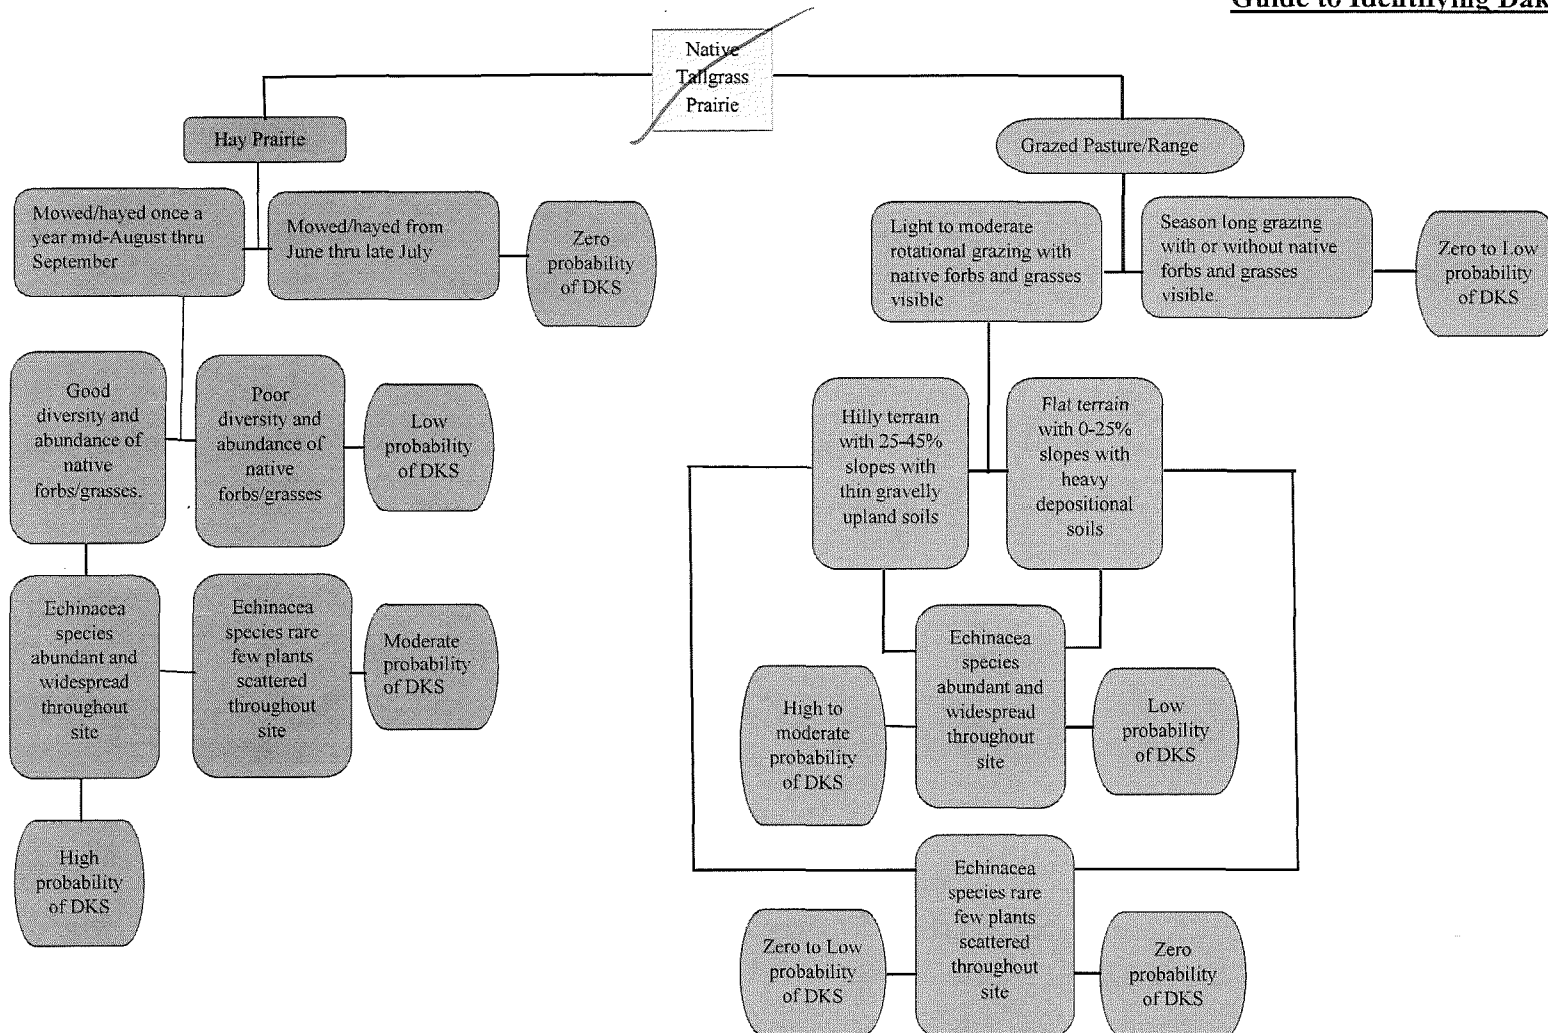 Guide to Identifying Dak
Native
Tallgrass
Prairie
Hay Prairie
Grazed Pasture/Range
Mowed/hayed once a
year mid-August thru
September
Mowed/hayed from
June thru late July
Zero
probability
of DKS
Light to moderate
rotational grazing with
native forbs and grasses
visible
Season long grazing
with or without native
forbs and grasses
visible.
Zero to Low
probability
of DKS
Good
diversity and
abundance of
native
forbs/grasses.
Poor
diversity and
abundance of
native
forbs/grasses
Low
probability
of DKS
Hilly terrain
with 25-45%
slopes with
thin gravelly
upland soils
Flat terrain
with 0-25%
slopes with
heavy
depositional
soils
Echinacea
species
abundant and
widespread
throughout
site
Echinacea
species rare
few plants
scattered
throughout
site
Moderate
probability
of DKS
Echinacea
species
abundant and
widespread
throughout
site
High to
moderate
probability
of DKS
Low
probability
of DKS
High
probability
of DKS
Echinacea
species rare
few plants
scattered
throughout
site
Zero to Low
probability
of DKS
Zero
probability
of DKS